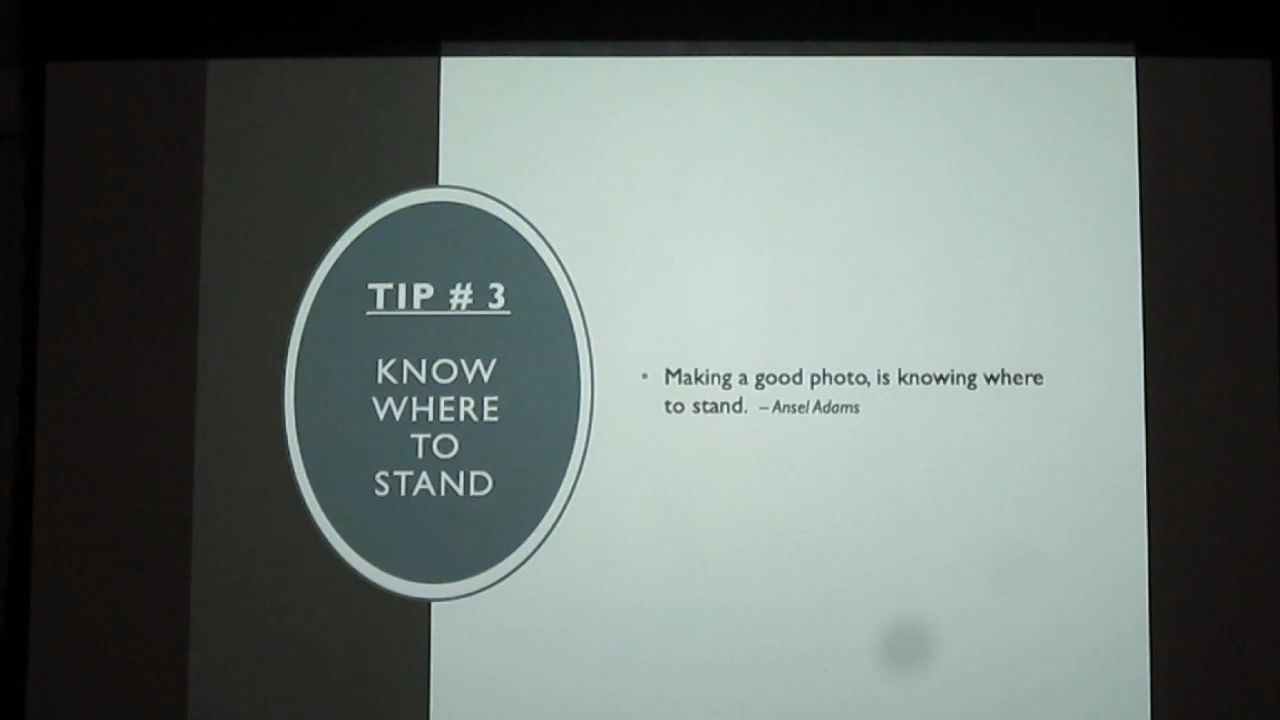 TIP # 3
KNOW
WHERE
TO
STAND
• Making a good photo, is knowing where
to stand. – Ansel Adams